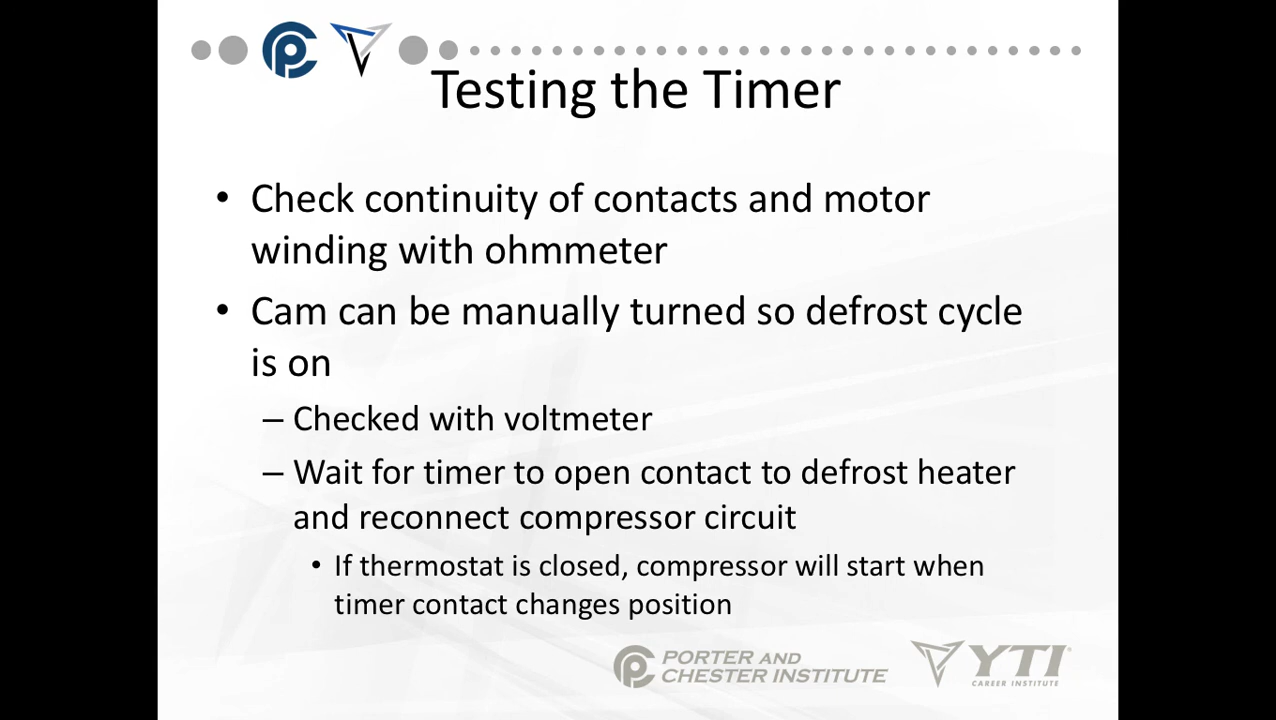 Testing the Timer
• Check continuity of contacts and motor
winding with ohmmeter
• Cam can be manually turned so defrost cycle
is on
– Checked with voltmeter
– Wait for timer to open contact to defrost heater
and reconnect compressor circuit
• If thermostat is closed, compressor will start when
timer contact changes position
PORTER AND
CHESTER INSTITUTE
YTI
CAREER INSTITUTE